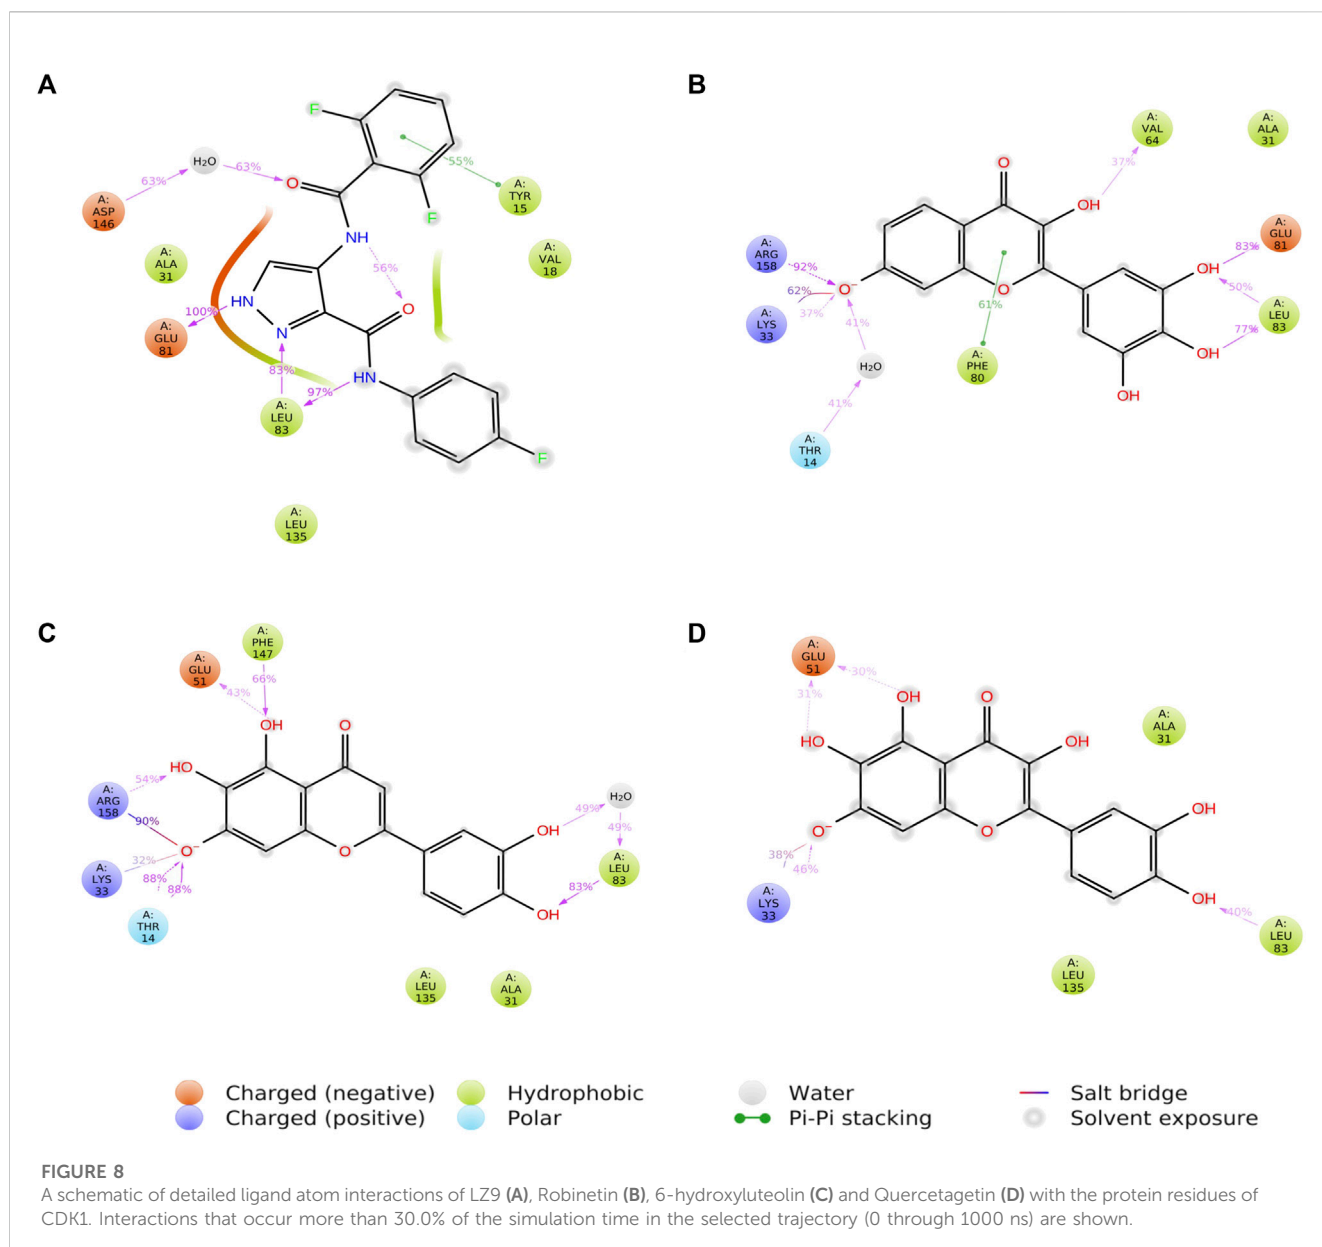 A
F
H₂O
63%
63%
O
55%
A:
TYR
15
A:
ASP
146
F
NH
A:
ALA
31
A:
VAL
18
56%
HN
O
100%
A:
GLU
81
N
83%
HN
97%
A:
LEU
83
F
A:
LEU
135
B
A:
VAL
64
A:
ALA
31
O
37%
OH
A:
GLU
81
83%
A:
ARG
158
92%
OH
62%
O⁻
O
50%
A:
LEU
83
A:
LYS
33
37%
61%
41%
77%
OH
H₂O
A:
PHE
80
OH
41%
A:
THR
14
C
A:
PHE
147
A:
GLU
51
66%
43%
OH
O
HO
54%
A:
ARG
158
H₂O
49%
90%
OH
49%
O⁻
O
32%
A:
LYS
33
88%
88%
A:
LEU
83
83%
OH
A:
THR
14
A:
LEU
135
A:
ALA
31
D
A:
GLU
51
30%
31%
OH
O
A:
ALA
31
HO
OH
OH
O⁻
O
38%
46%
A:
LYS
33
OH
40%
A:
LEU
83
A:
LEU
135
Charged (negative)
Hydrophobic
Water
Salt bridge
Charged (positive)
Polar
Pi-Pi stacking
Solvent exposure
FIGURE 8
A schematic of detailed ligand atom interactions of LZ9 (A), Robinetin (B), 6-hydroxyluteolin (C) and Quercetagetin (D) with the protein residues of
CDK1. Interactions that occur more than 30.0% of the simulation time in the selected trajectory (0 through 1000 ns) are shown.